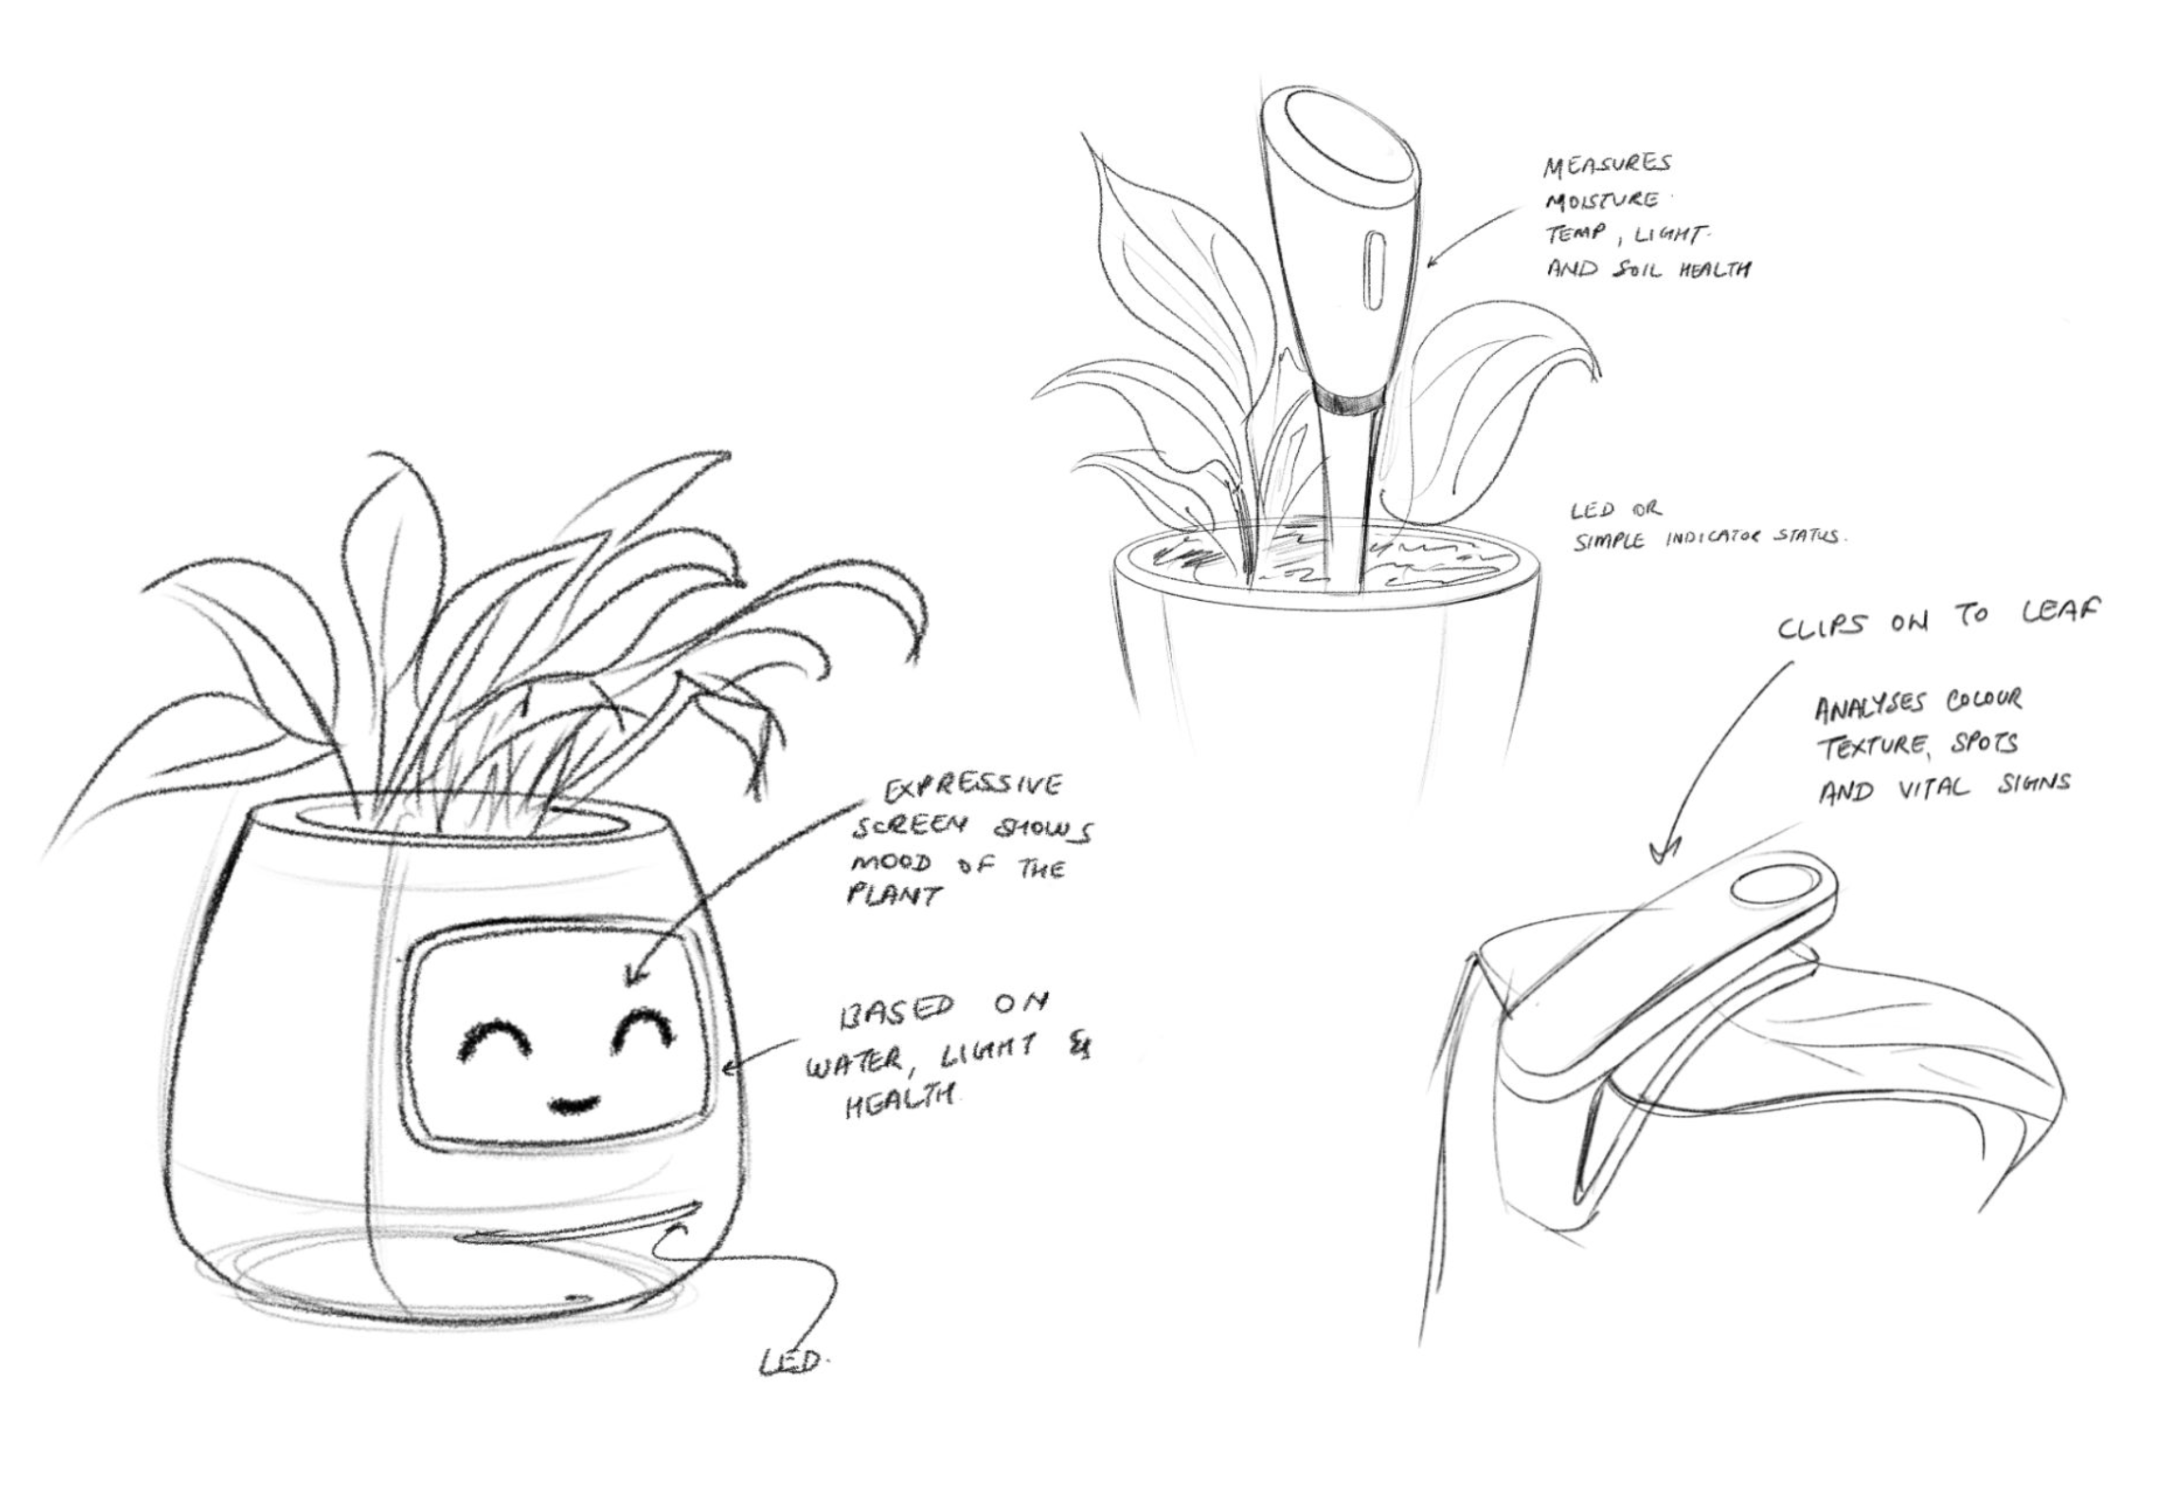 MEASURES
MOISTURE
TEMP, LIGHT.
AND SOIL HEALTH
LED OR
SIMPLE INDICATOR STATUS.
CLIPS ON TO LEAF
ANALYSES COLOUR
TEXTURE, SPOTS
AND VITAL SIGNS
EXPRESSIVE
SCREEN SHOWS
MOOD OF THE
PLANT
BASED ON
WATER, LIGHT &
HEALTH.
LED.